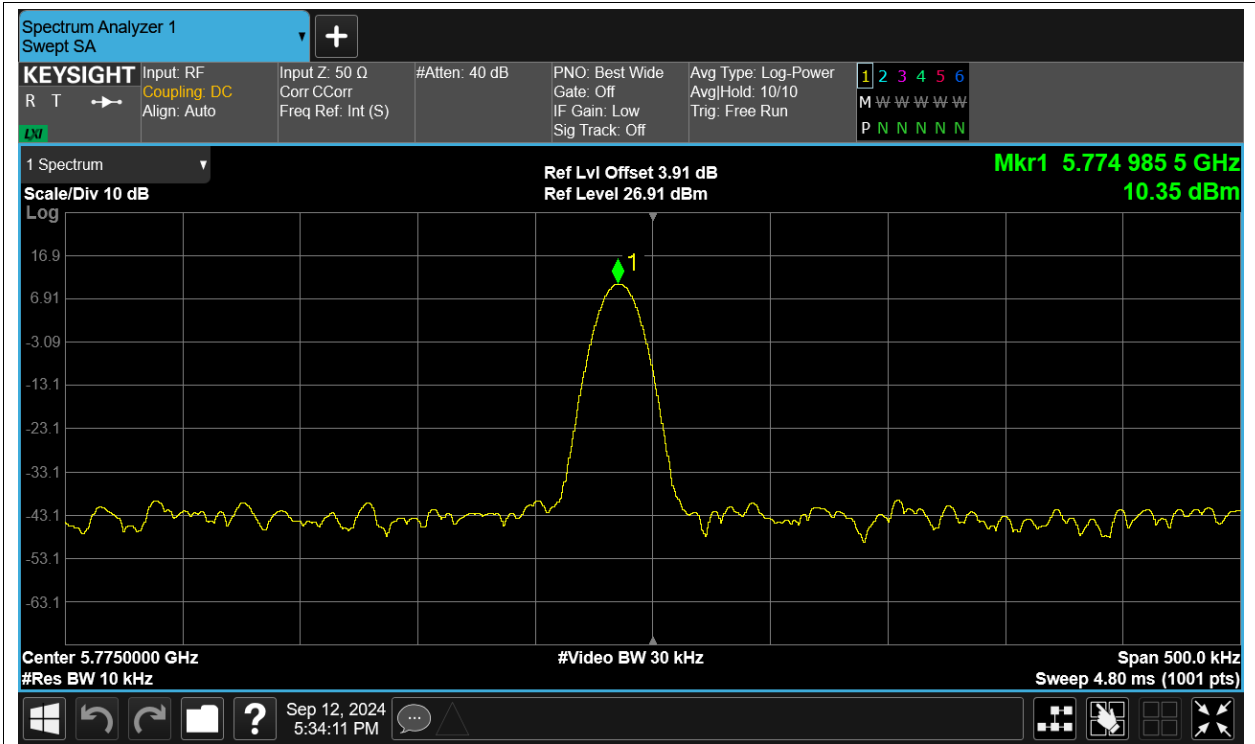 Spectrum Analyzer 1
Swept SA
KEYSIGHT
R T
LXI
Input: RF
Coupling: DC
Align: Auto
Input Z: 50 Ω
Corr CCorr
Freq Ref: Int (S)
#Atten: 40 dB
PNO: Best Wide
Gate: Off
IF Gain: Low
Sig Track: Off
Avg Type: Log-Power
Avg|Hold: 10/10
Trig: Free Run
1 2 3 4 5 6
M W W W W W
P N N N N N
1 Spectrum
Scale/Div 10 dB
Log
Ref Lvl Offset 3.91 dB
Ref Level 26.91 dBm
Mkr1 5.774 985 5 GHz
10.35 dBm
1
16.9
6.91
-3.09
-13.1
-23.1
-33.1
-43.1
-53.1
-63.1
Center 5.7750000 GHz
#Res BW 10 kHz
#Video BW 30 kHz
Span 500.0 kHz
Sweep 4.80 ms (1001 pts)
?
Sep 12, 2024
5:34:11 PM